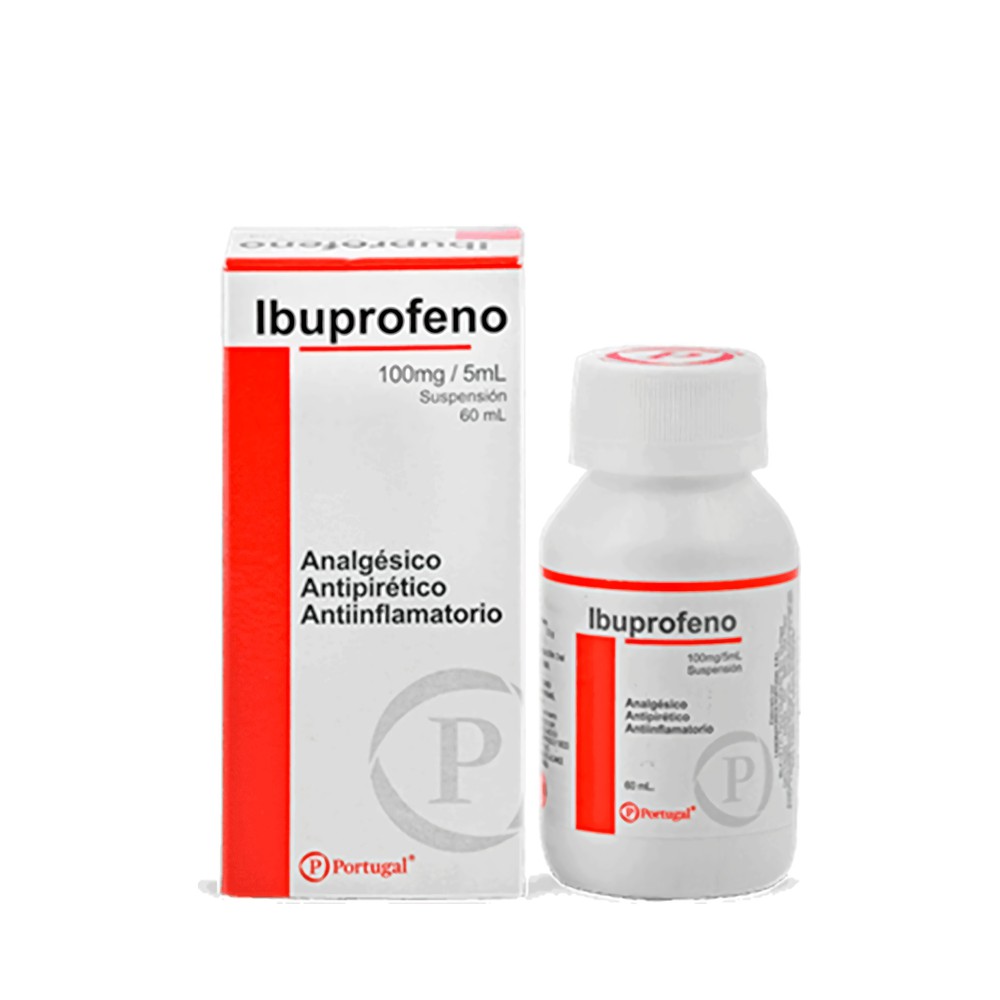 Ibuprofeno
Ibuprofeno
100mg / 5mL
Suspensión
60 mL
Analgésico
Antipirético
Antiinflamatorio
P
P Portugal®
P
Ibuprofeno
100mg/5mL
Suspensión
Analgésico
Antipirético
Antiinflamatorio
P
60 mL.
P Portugal®